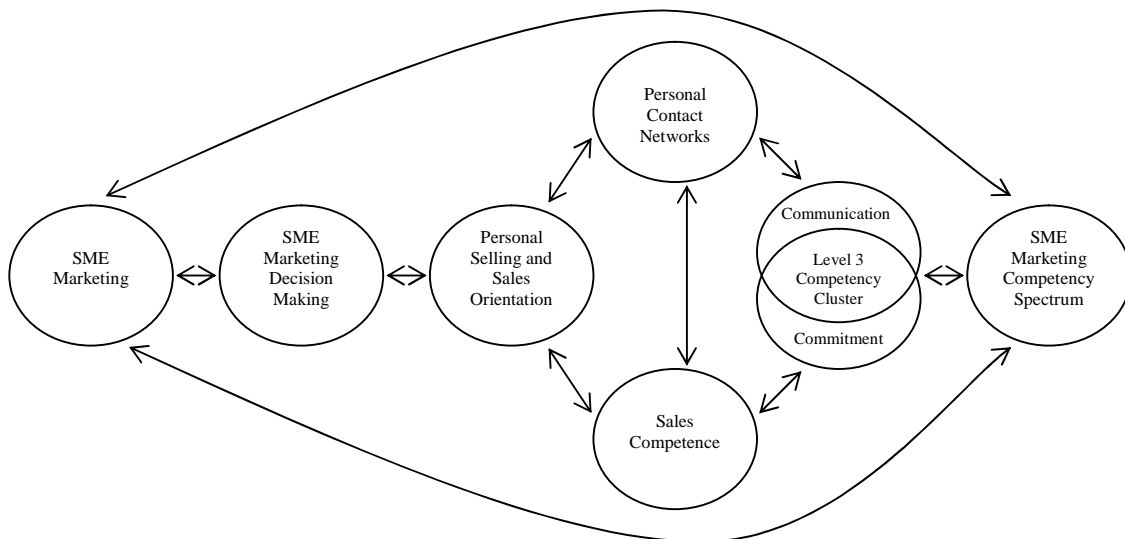 Personal
Contact
Networks
SME
Marketing
SME
Marketing
Decision
Making
Personal
Selling and
Sales
Orientation
Communication
Level 3
Competency
Cluster
Commitment
SME
Marketing
Competency
Spectrum
Sales
Competence